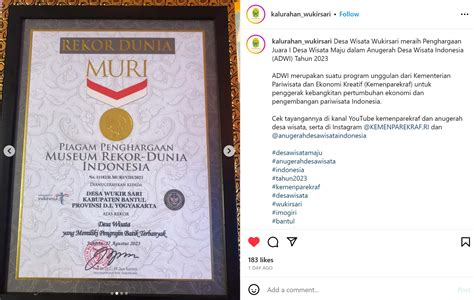 REKOR DUNIA
MURI
PIAGAM PENGHARGAAN
MUSEUM REKOR-DUNIA
INDONESIA
DIANUGERAHKAN KEPADA
DESA WUKIR SARI
KABUPATEN BANTUL
PROVINSI D.I. YOGYAKARTA
ATAS REKOR
Desa Wisata
yang Memiliki Pengrajin Batik Terbanyak
Agustus 2023
kalurahan_wukirsari • Follow
kalurahan_wukirsari Desa Wisata Wukirsari meraih Penghargaan
Juara I Desa Wisata Maju dalam Anugerah Desa Wisata Indonesia
(ADWI) Tahun 2023
ADWI merupakan suatu program unggulan dari Kementerian
Pariwisata dan Ekonomi Kreatif (Kemenparekraf) untuk
penggerak kebangkitan pertumbuhan ekonomi dan
pengembangan pariwisata Indonesia.
Cek tayangannya di kanal YouTube kemenparekraf dan anugerah
desa wisata, serta di Instagram @KEMENPAREKRAF.RI dan
@anugerahdesawisataindonesia
#desawisatamaju
#anugerahdesawisata
#indonesia
#tahun2023
#kemenparekraf
#desawisata
#wukirsari
#imogiri
#bantul
183 likes
1 DAY AGO
Add a comment...
Post